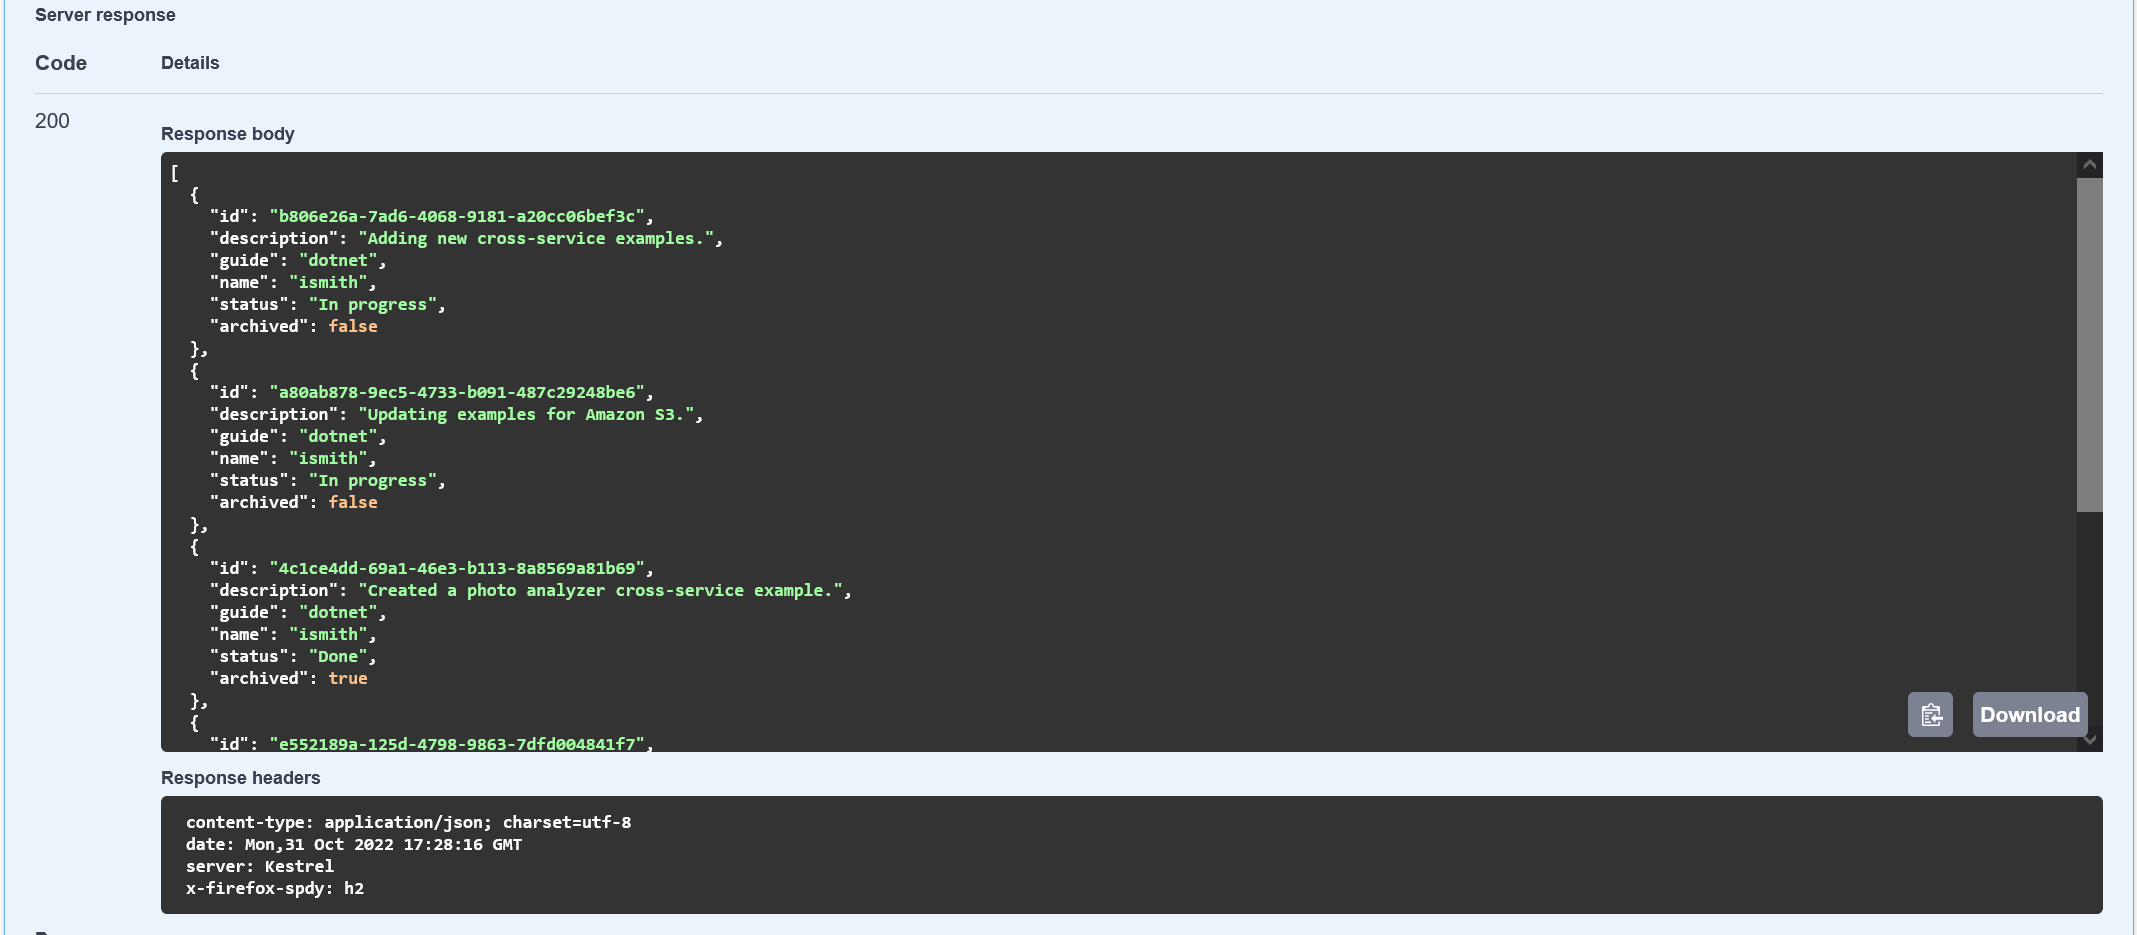 Server response
Code Details
200
Response body
[
  {
    "id": "b806e26a-7ad6-4068-9181-a20cc06bef3c",
    "description": "Adding new cross-service examples.",
    "guide": "dotnet",
    "name": "ismith",
    "status": "In progress",
    "archived": false
  },
  {
    "id": "a80ab878-9ec5-4733-b091-487c29248be6",
    "description": "Updating examples for Amazon S3.",
    "guide": "dotnet",
    "name": "ismith",
    "status": "In progress",
    "archived": false
  },
  {
    "id": "4c1ce4dd-69a1-46e3-b113-8a8569a81b69",
    "description": "Created a photo analyzer cross-service example.",
    "guide": "dotnet",
    "name": "ismith",
    "status": "Done",
    "archived": true
  },
  {
    "id": "e552189a-125d-4798-9863-7dfd004841f7",
Download
Response headers
content-type: application/json; charset=utf-8
date: Mon,31 Oct 2022 17:28:16 GMT
server: Kestrel
x-firefox-spdy: h2